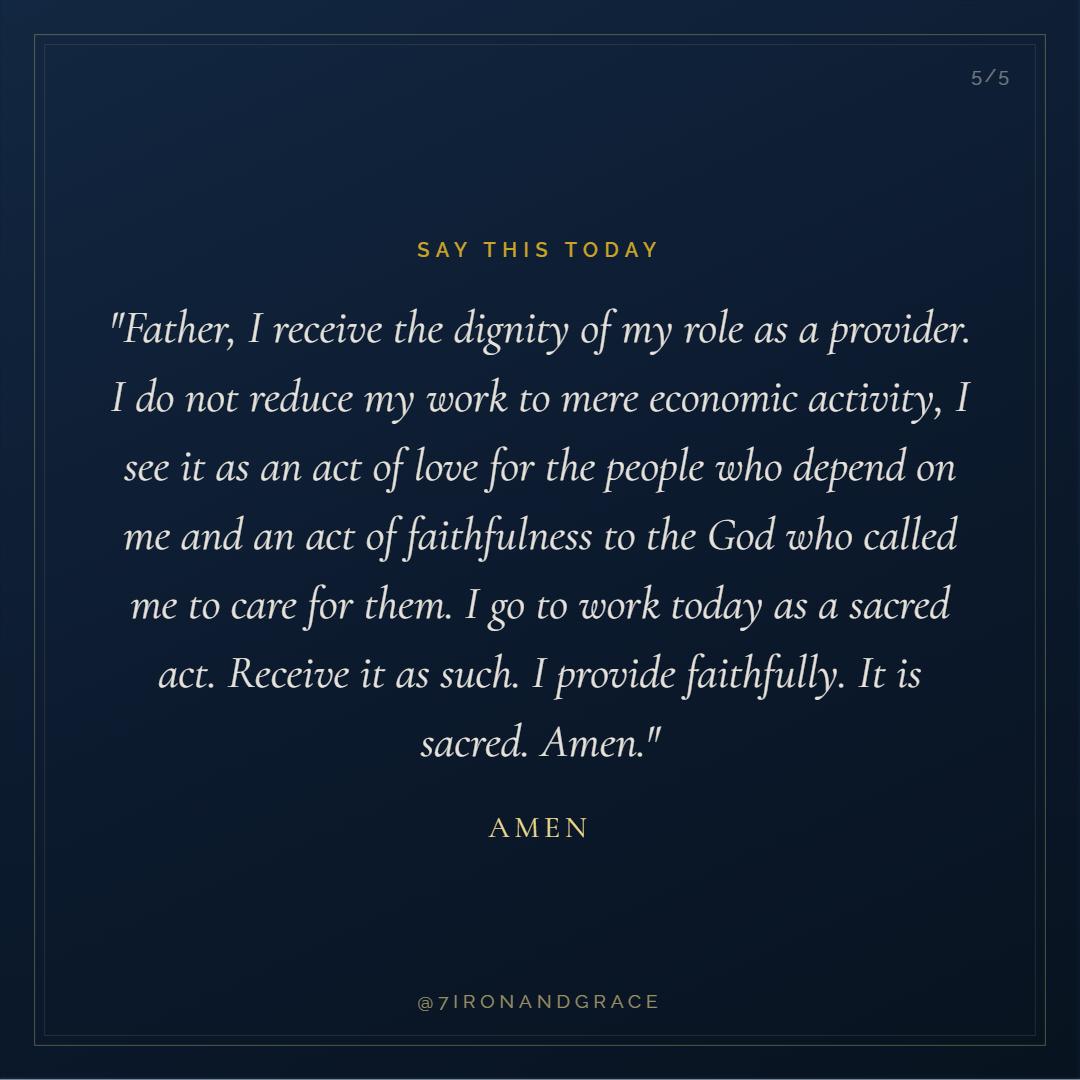 5/5
SAY THIS TODAY
"Father, I receive the dignity of my role as a provider.
I do not reduce my work to mere economic activity, I
see it as an act of love for the people who depend on
me and an act of faithfulness to the God who called
me to care for them. I go to work today as a sacred
act. Receive it as such. I provide faithfully. It is
sacred. Amen."
AMEN
@7IRONANDGRACE